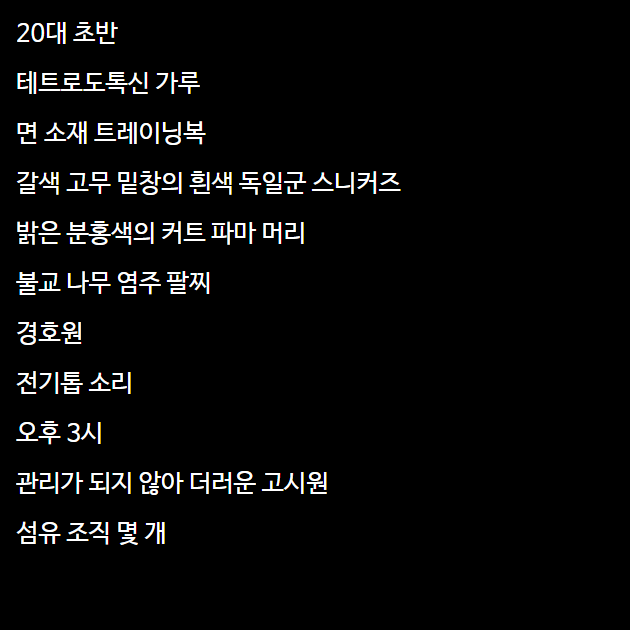 20대 초반
테트로도톡신 가루
면 소재 트레이닝복
갈색 고무 밑창의 흰색 독일군 스니커즈
밝은 분홍색의 커트 파마 머리
불교 나무 염주 팔찌
경호원
전기톱 소리
오후 3시
관리가 되지 않아 더러운 고시원
섬유 조직 몇 개